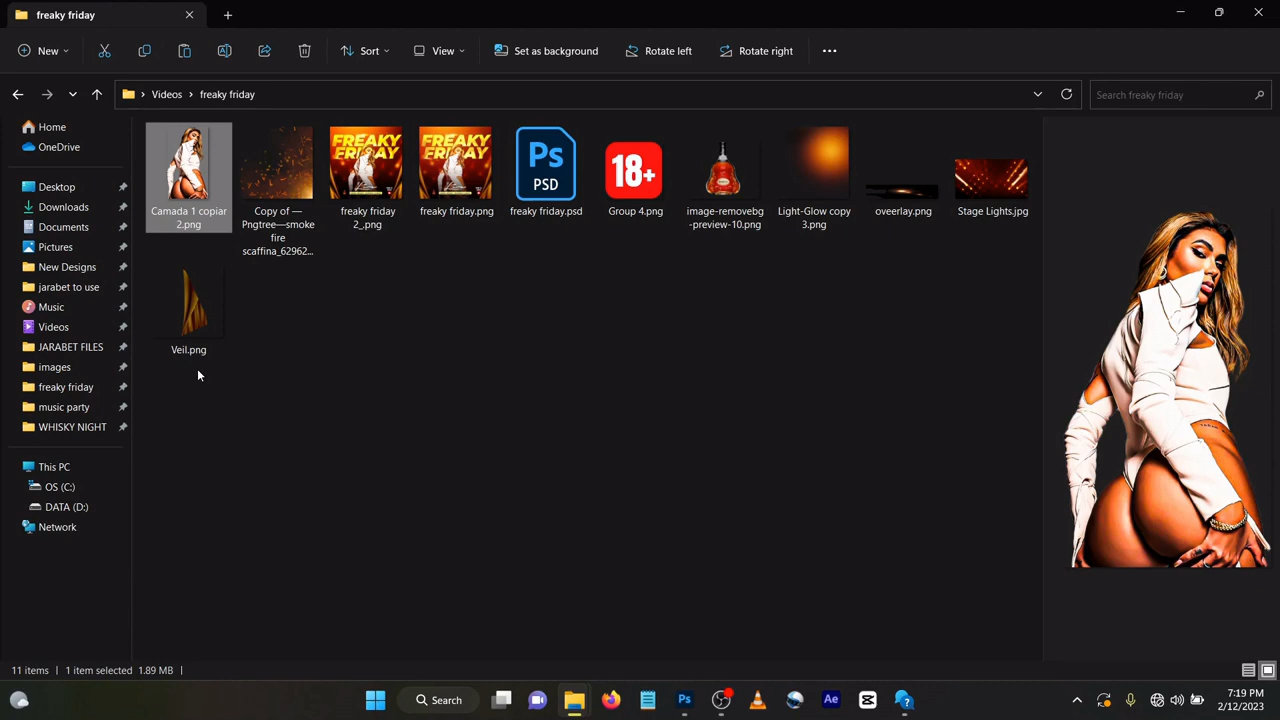 freaky friday
New
Sort
View
Set as background
Rotate left
Rotate right
Videos
freaky friday
Search freaky friday
Home
OneDrive
Desktop
Downloads
Documents
Pictures
New Designs
jarabet to use
Music
Videos
JARABET FILES
images
freaky friday
music party
WHISKY NIGHT
This PC
OS (C:)
DATA (D:)
Network
Camada 1 copiar
2.png
Copy of —
Pngtree—smoke
fire
scaffina_62962...
FREAKY
FRIDAY
freaky friday
2_.png
FREAKY
FRIDAY
freaky friday.png
Ps
PSD
freaky friday.psd
18+
Group 4.png
image-removebg
-preview-10.png
Light-Glow copy
3.png
oveerlay.png
Stage Lights.jpg
Veil.png
11 items
1 item selected 1.89 MB
Search
Ps
Ae
7:19 PM
2/12/2023